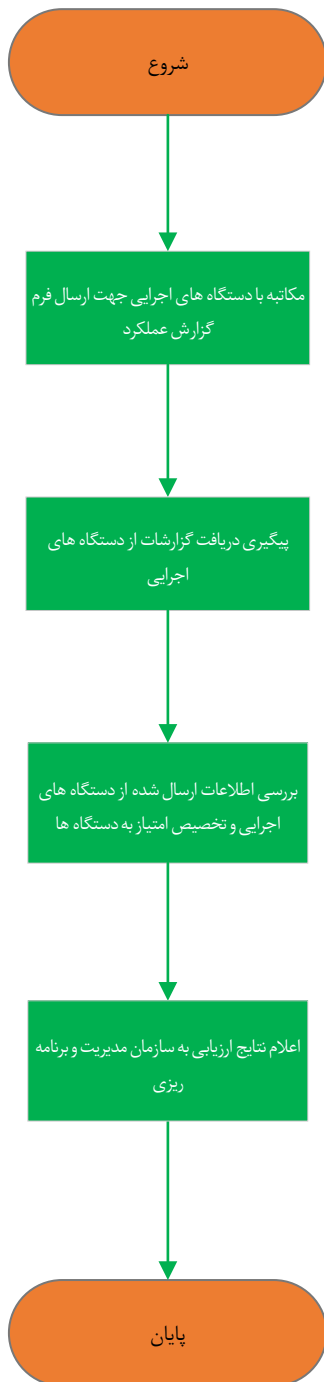 شروع
مکاتبه با دستگاه های اجرایی جهت ارسال فرم
گزارش عملکرد
پیگیری دریافت گزارشات از دستگاه های
اجرایی
بررسی اطلاعات ارسال شده از دستگاه های
اجرایی و تخصیص امتیاز به دستگاه ها
اعلام نتایج ارزیابی به سازمان مدیریت و برنامه
ریزی
پایان